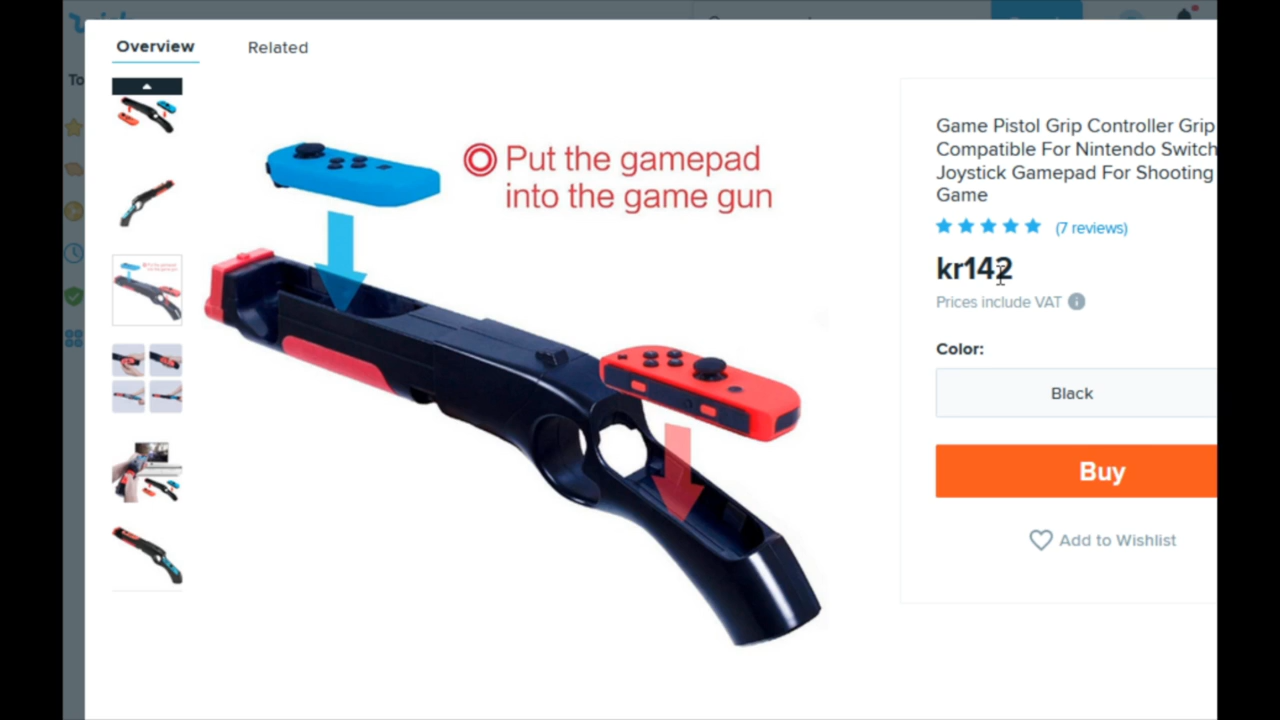 Overview
Related
To
Put the gamepad
into the game gun
Game Pistol Grip Controller Grip
Compatible For Nintendo Switch
Joystick Gamepad For Shooting
Game
(7 reviews)
kr142
Prices include VAT
Color:
Black
Buy
Add to Wishlist